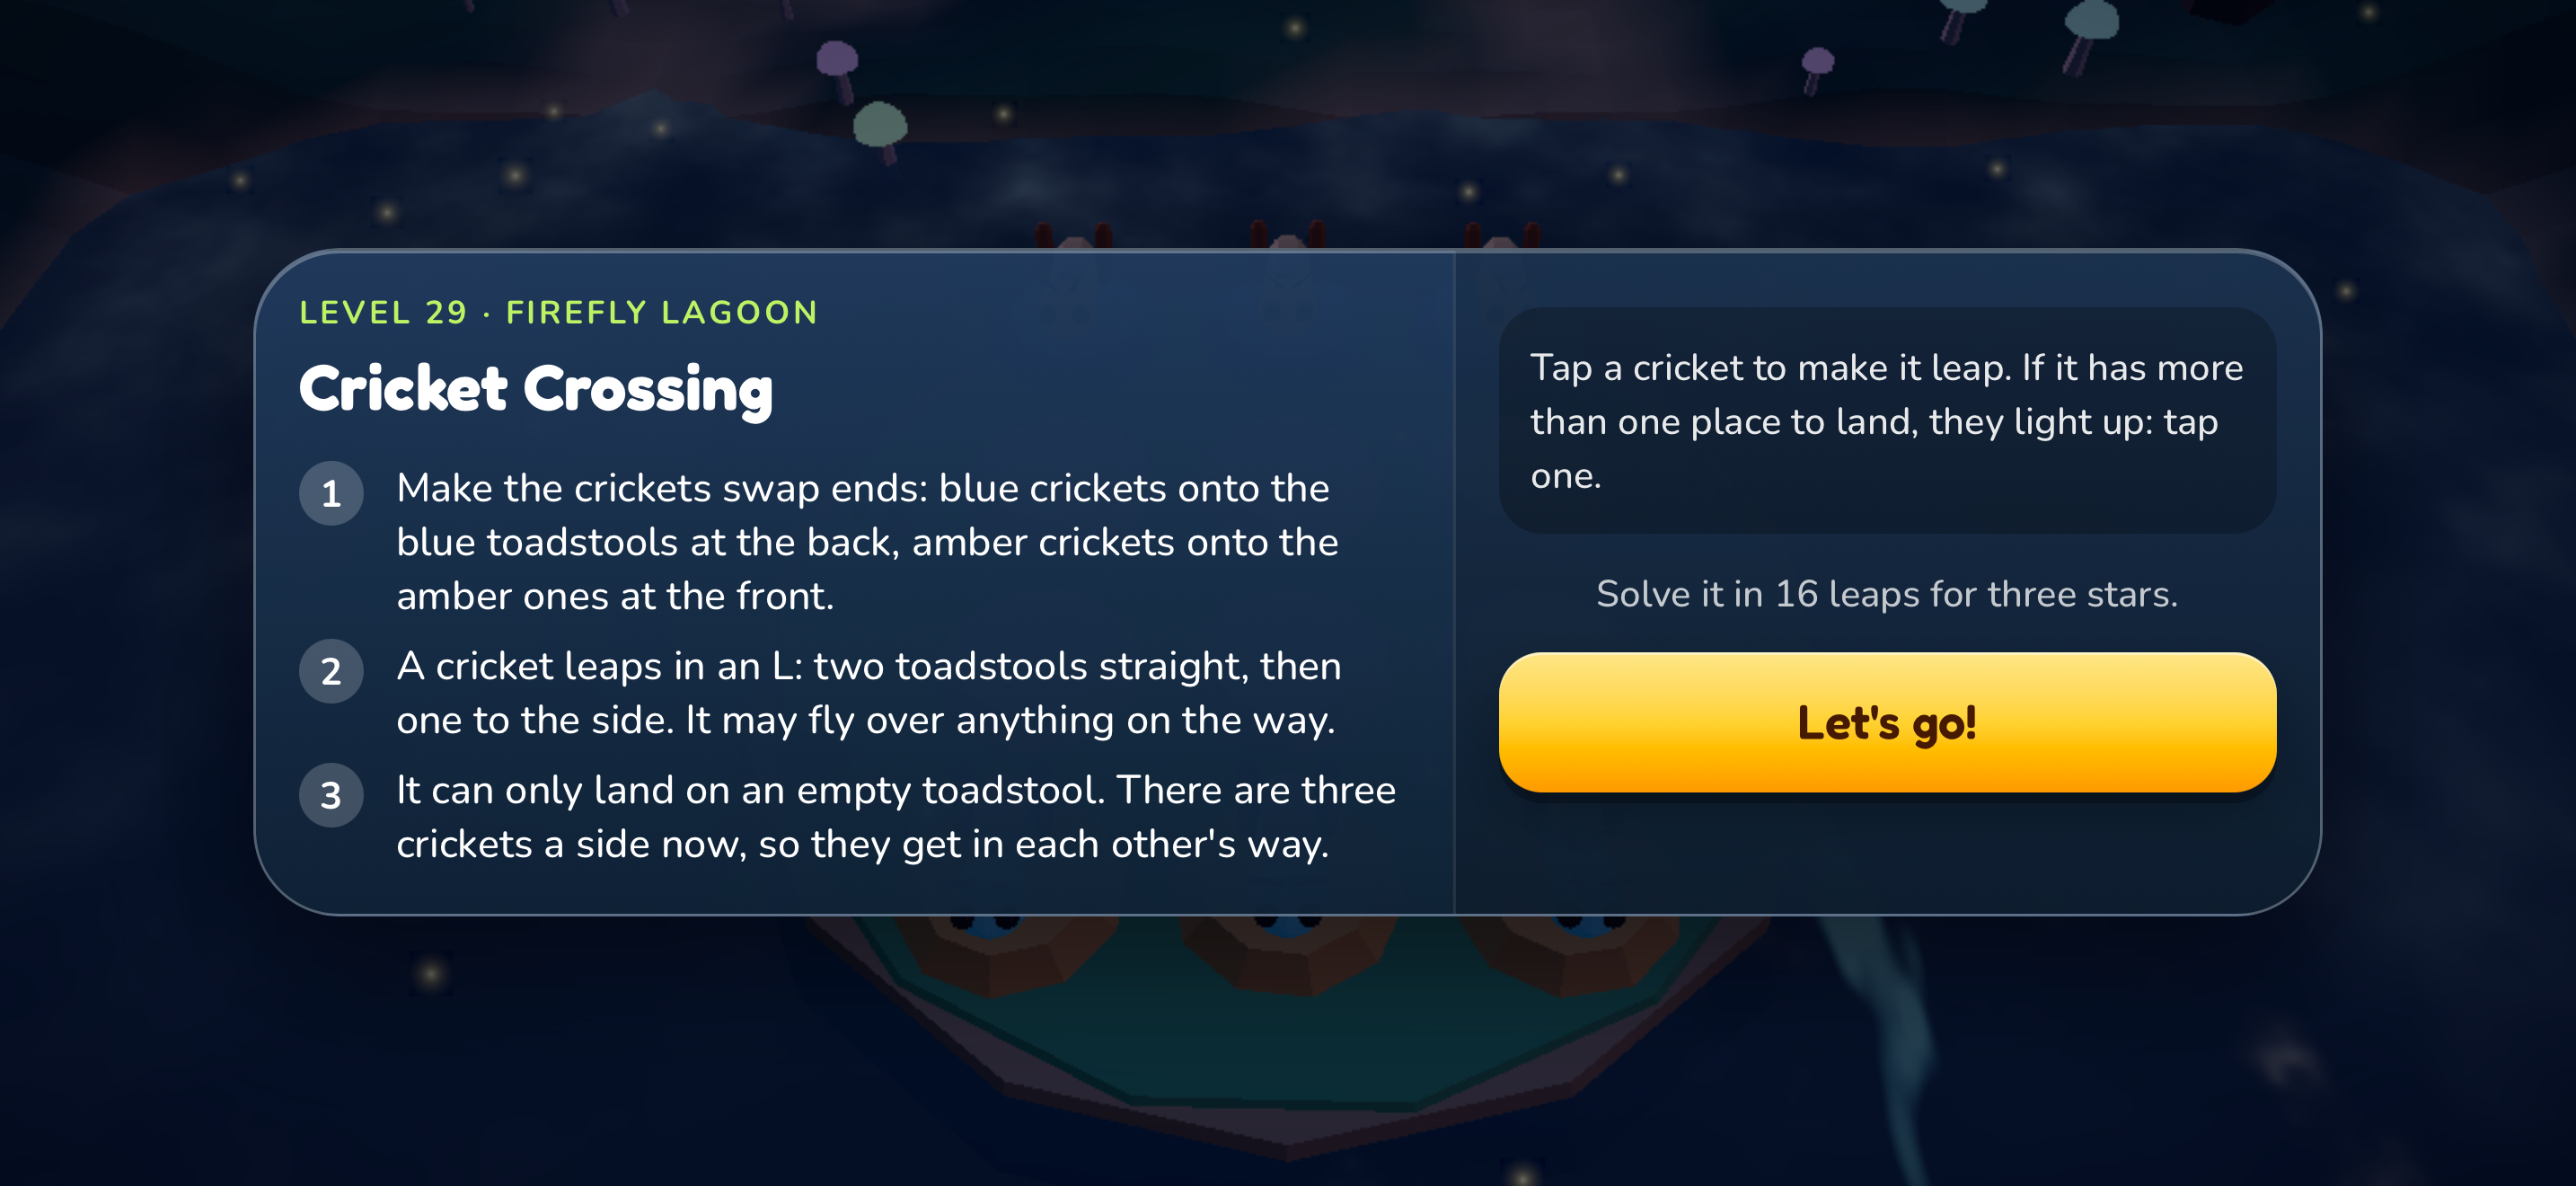 LEVEL 29 · FIREFLY LAGOON
Cricket Crossing
1
Make the crickets swap ends: blue crickets onto the
blue toadstools at the back, amber crickets onto the
amber ones at the front.
2
A cricket leaps in an L: two toadstools straight, then
one to the side. It may fly over anything on the way.
3
It can only land on an empty toadstool. There are three
crickets a side now, so they get in each other's way.
Tap a cricket to make it leap. If it has more
than one place to land, they light up: tap
one.
Solve it in 16 leaps for three stars.
Let's go!